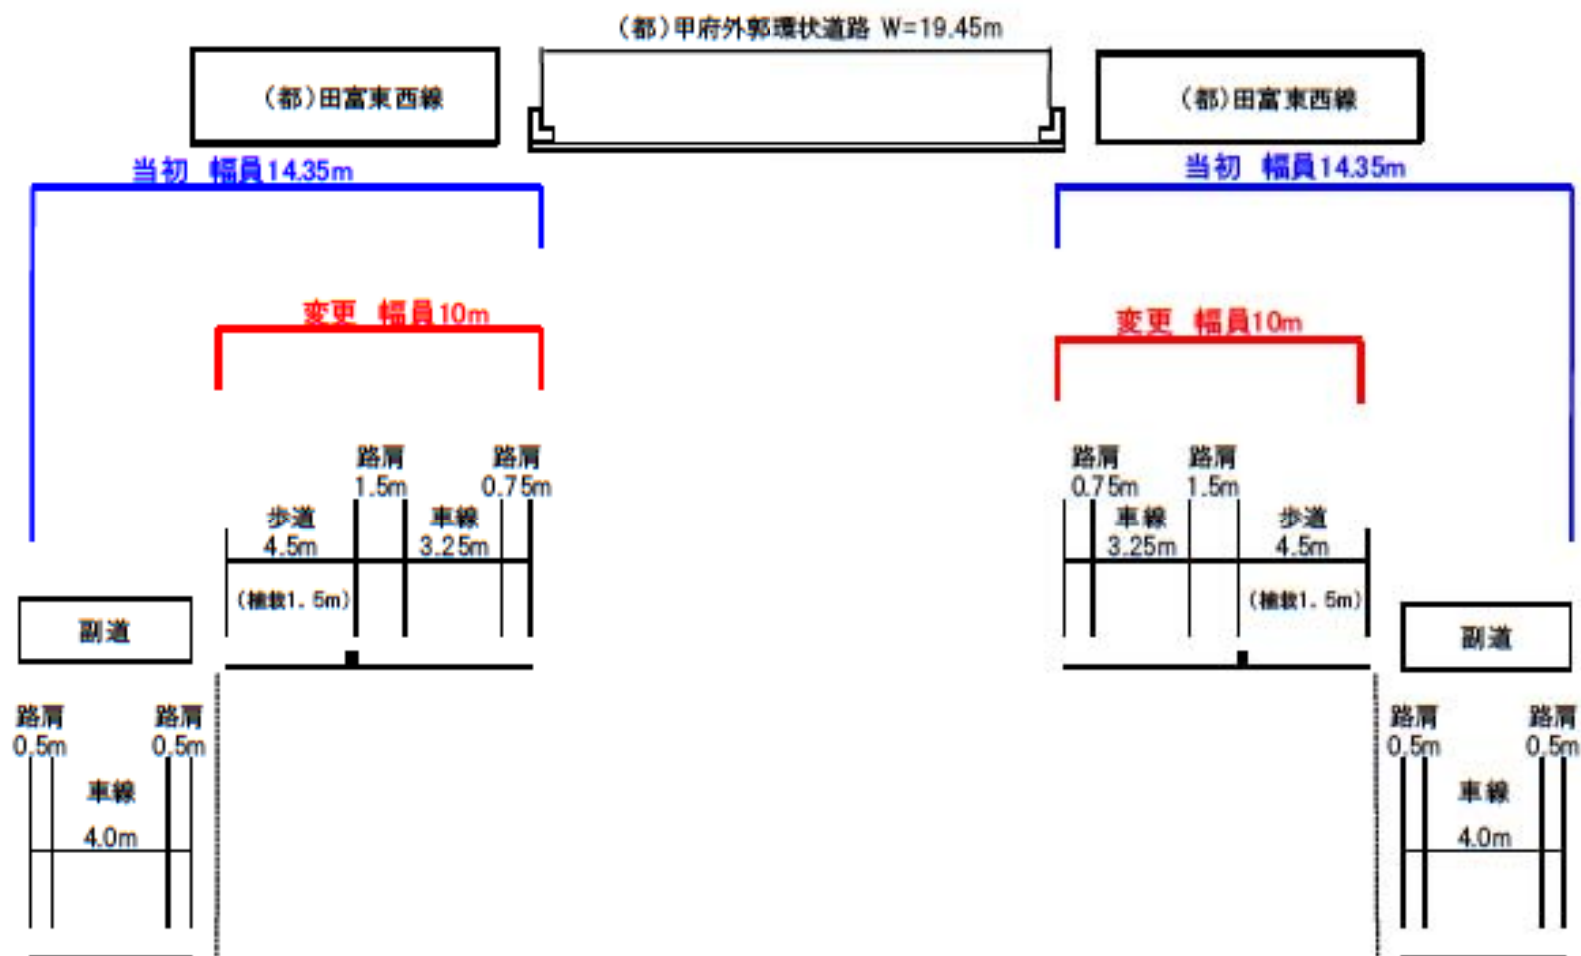 （都）甲府外郭環状道路 W=19.45m
（都）田富東西線
（都）田富東西線
当初 幅員14.35m
当初 幅員14.35m
変更 幅員10m
変更 幅員10m
路肩
1.5m
路肩
0.75m
歩道
4.5m
車線
3.25m
（植栽1.5m）
路肩
0.75m
路肩
1.5m
車線
3.25m
歩道
4.5m
（植栽1.5m）
副道
副道
路肩
0.5m
路肩
0.5m
車線
4.0m
路肩
0.5m
路肩
0.5m
車線
4.0m